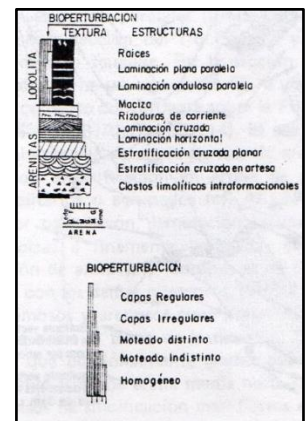 BIOPERTURBACION
TEXTURA ESTRUCTURAS
LODOLITA
Raices
Laminación plana paralela
Laminación ondulosa paralela
Maciza
Rizaduras de corriente
Laminación cruzada
Laminación horizontal
ARENITAS
Estratificación cruzada planar
Estratificación cruzada en artesa
Clastos limolíticos intraformacionales
ARENA
BIOPERTURBACION
Capas Regulares
Capas Irregulares
Moteado distinto
Moteado Indistinto
Homogéneo